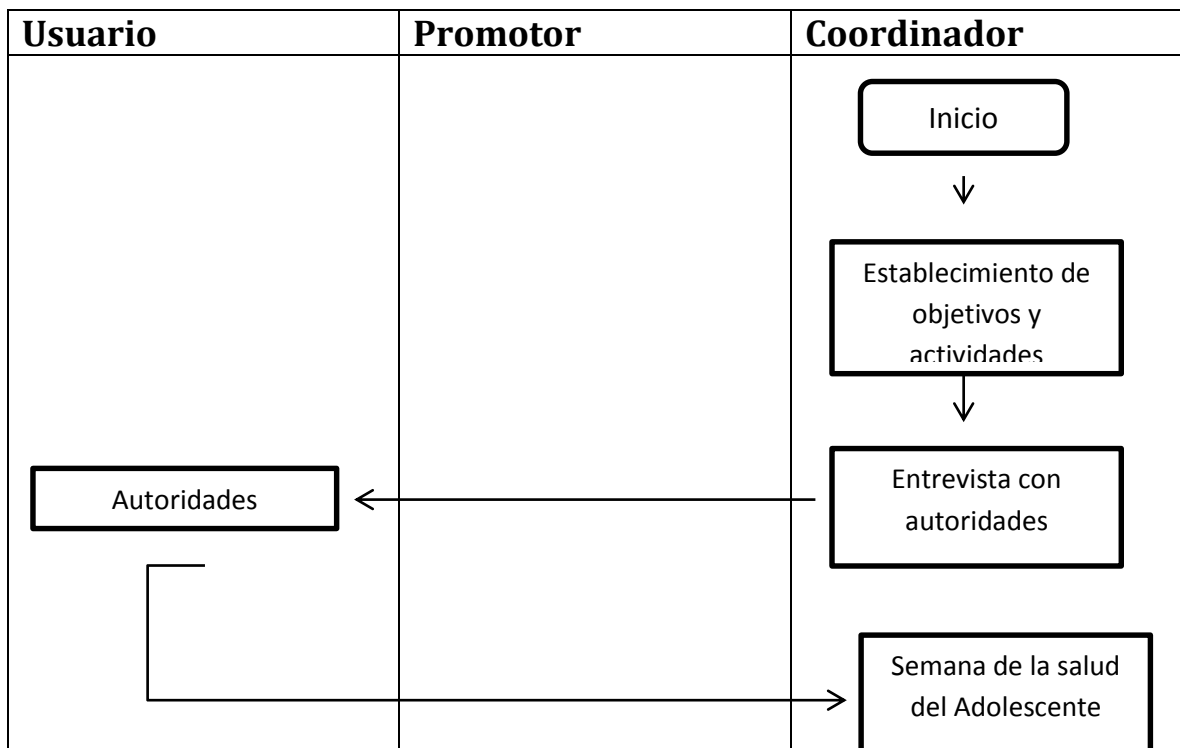 Usuario Promotor Coordinador
Inicio
Establecimiento de
objetivos y
actividades
Entrevista con
autoridades
Autoridades
Semana de la salud
del Adolescente